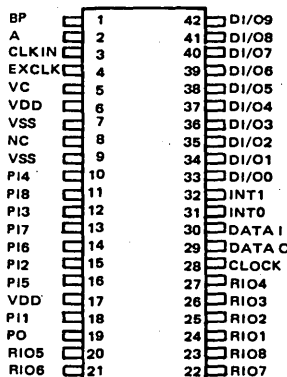 BP 1 42 DI/O9
A 2 41 DI/O8
CLKIN 3 40 DI/O7
EXCLK 4 39 DI/O6
VC 5 38 DI/O5
VDD 6 37 DI/O4
VSS 7 36 DI/O3
NC 8 35 DI/O2
VSS 9 34 DI/O1
PI4 10 33 DI/O0
PI8 11 32 INT1
PI3 12 31 INT0
PI7 13 30 DATA I
PI6 14 29 DATA O
PI2 15 28 CLOCK
PI5 16 27 RIO4
VDD 17 26 RIO3
PI1 18 25 RIO2
PO 19 24 RIO1
RIO5 20 23 RIO8
RIO6 21 22 RIO7